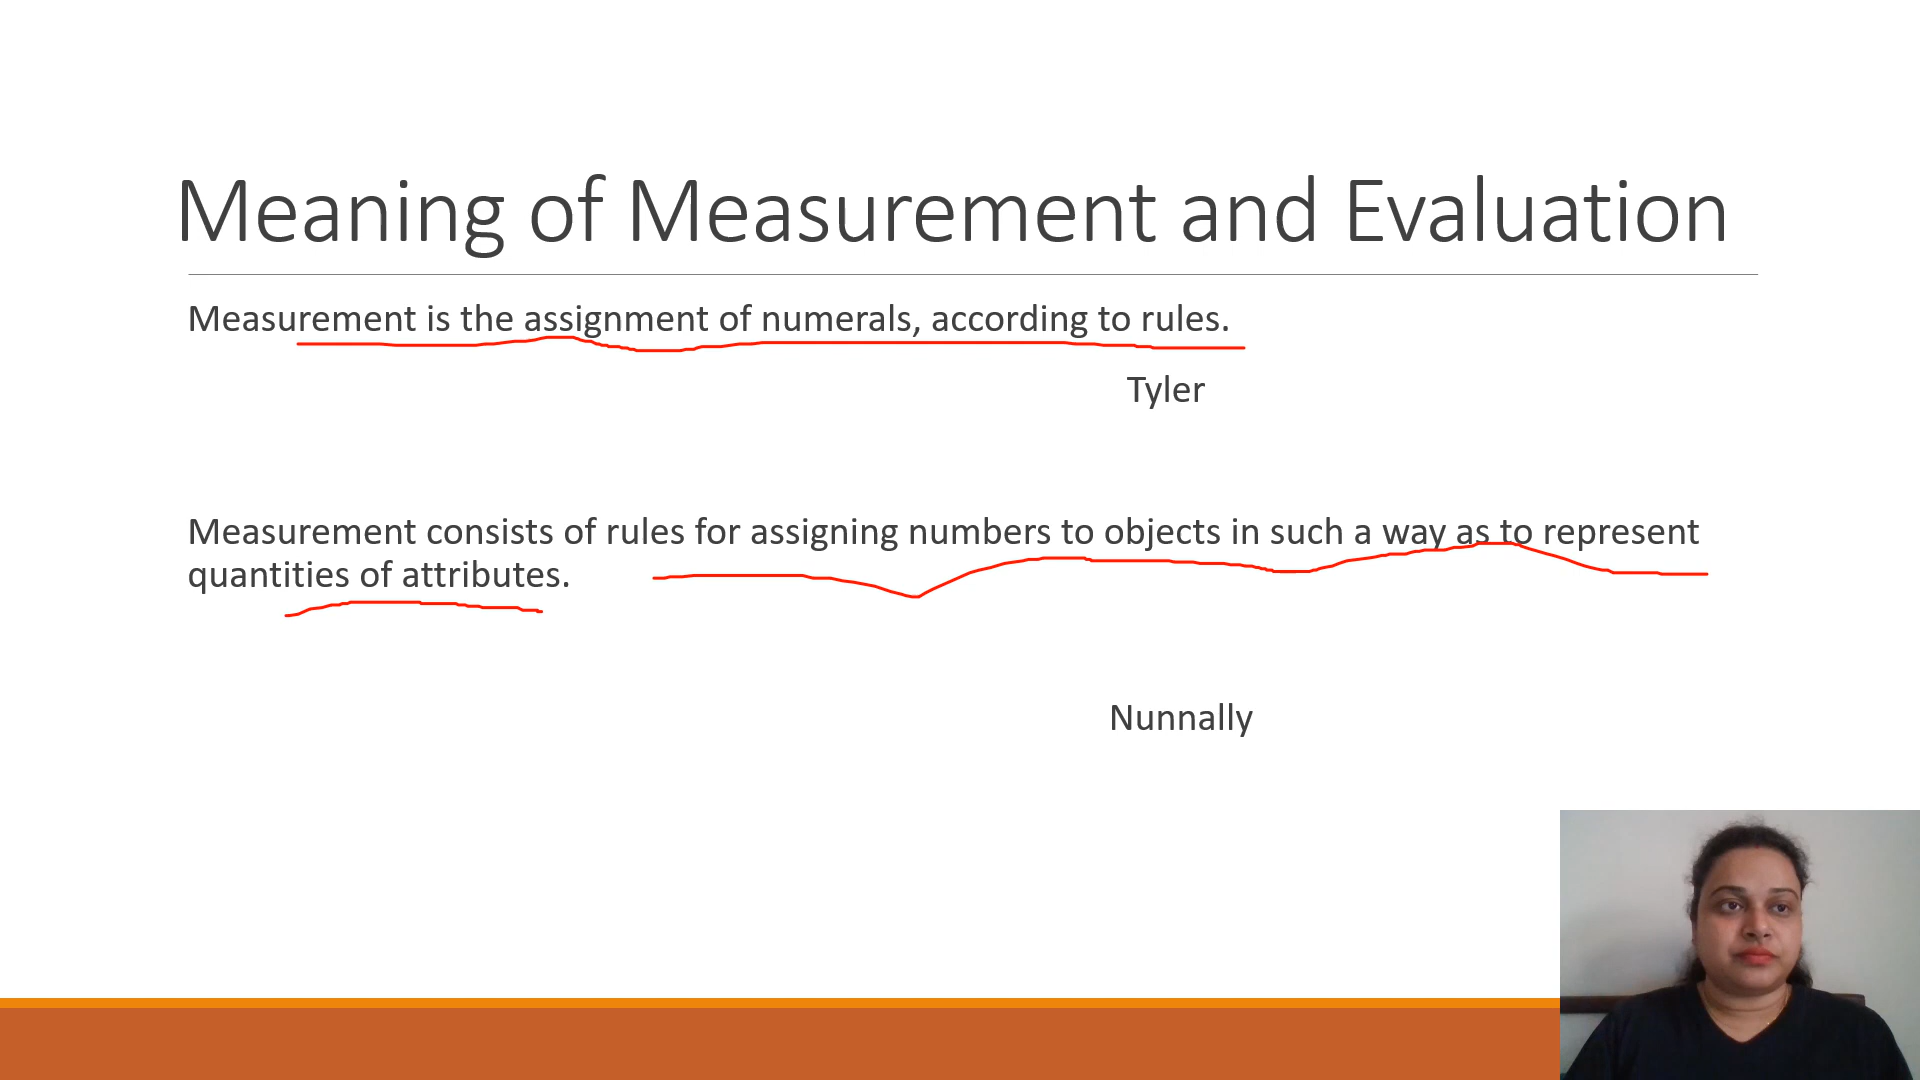 Meaning of Measurement and Evaluation
Measurement is the assignment of numerals, according to rules.
Tyler
Measurement consists of rules for assigning numbers to objects in such a way as to represent
quantities of attributes.
Nunnally